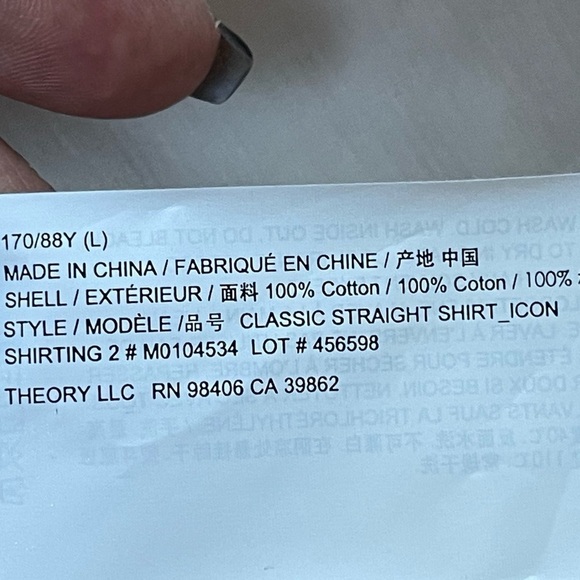 170/88Y (L)
MADE IN CHINA / FABRIQUÉ EN CHINE / 产地 中国
SHELL / EXTÉRIEUR / 面料 100% Cotton / 100% Coton / 100%
STYLE / MODÈLE /品号 CLASSIC STRAIGHT SHIRT_ICON
SHIRTING 2 # M0104534 LOT # 456598
THEORY LLC RN 98406 CA 39862